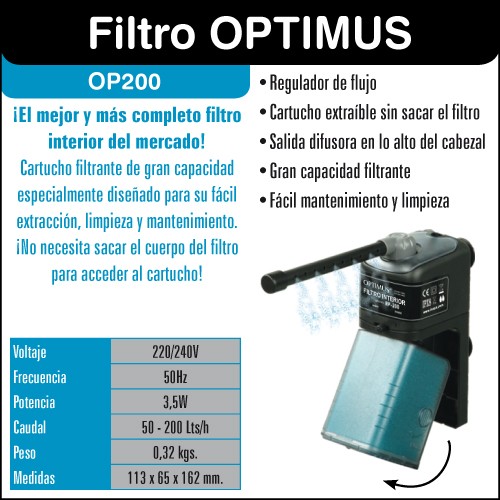 Filtro OPTIMUS
OP200
¡El mejor y más completo filtro
interior del mercado!
Cartucho filtrante de gran capacidad
especialmente diseñado para su fácil
extracción, limpieza y mantenimiento.
¡No necesita sacar el cuerpo del filtro
para acceder al cartucho!
• Regulador de flujo
• Cartucho extraíble sin sacar el filtro
• Salida difusora en lo alto del cabezal
• Gran capacidad filtrante
• Fácil mantenimiento y limpieza
OPTIMUS
FILTRO INTERIOR
Voltaje 220/240V
Frecuencia 50Hz
Potencia 3,5W
Caudal 50 - 200 Lts/h
Peso 0,32 kgs.
Medidas 113 x 65 x 162 mm.